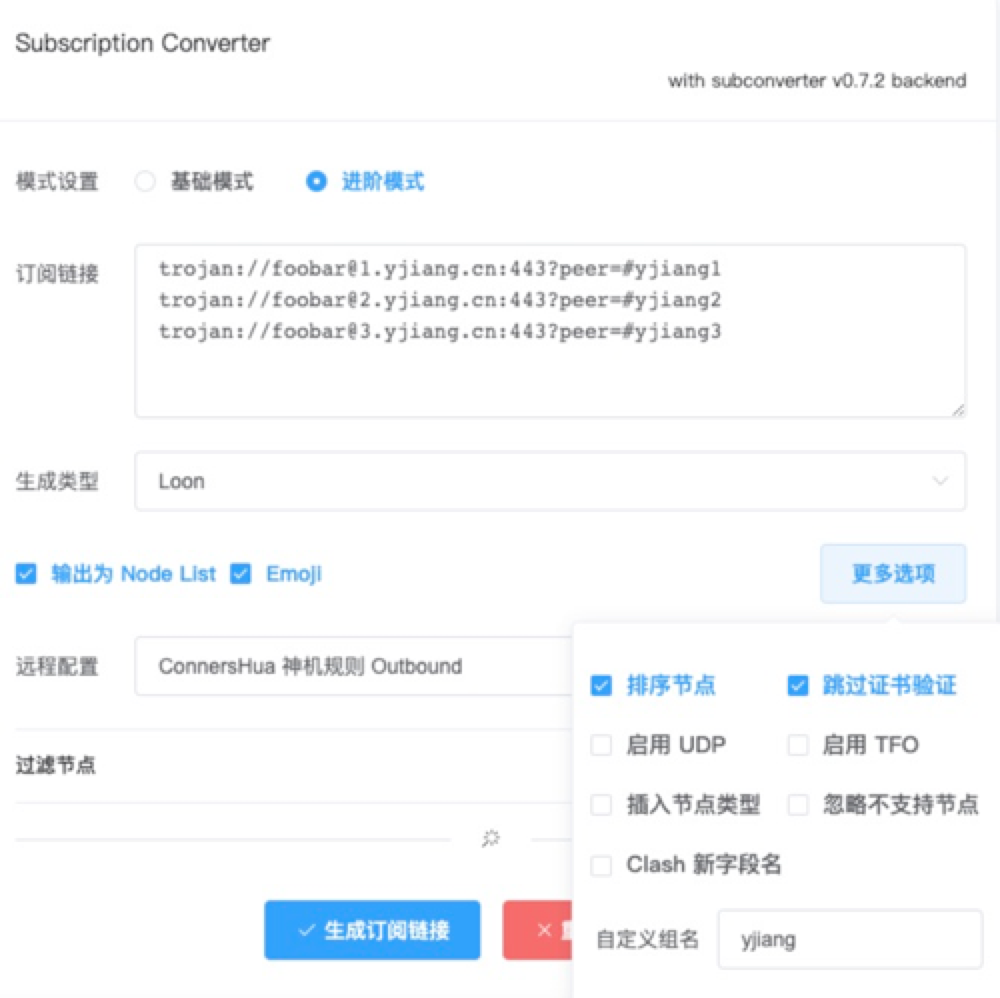 Subscription Converter
with subconverter v0.7.2 backend
模式设置 基础模式 进阶模式
订阅链接
trojan://foobar@1.yjiang.cn:443?peer=#yjiang1
trojan://foobar@2.yjiang.cn:443?peer=#yjiang2
trojan://foobar@3.yjiang.cn:443?peer=#yjiang3
生成类型 Loon
输出为 Node List Emoji 更多选项
远程配置 ConnersHua 神机规则 Outbound
排序节点 跳过证书验证
启用 UDP 启用 TFO
过滤节点
插入节点类型 忽略不支持节点
Clash 新字段名
生成订阅链接
自定义组名 yjiang